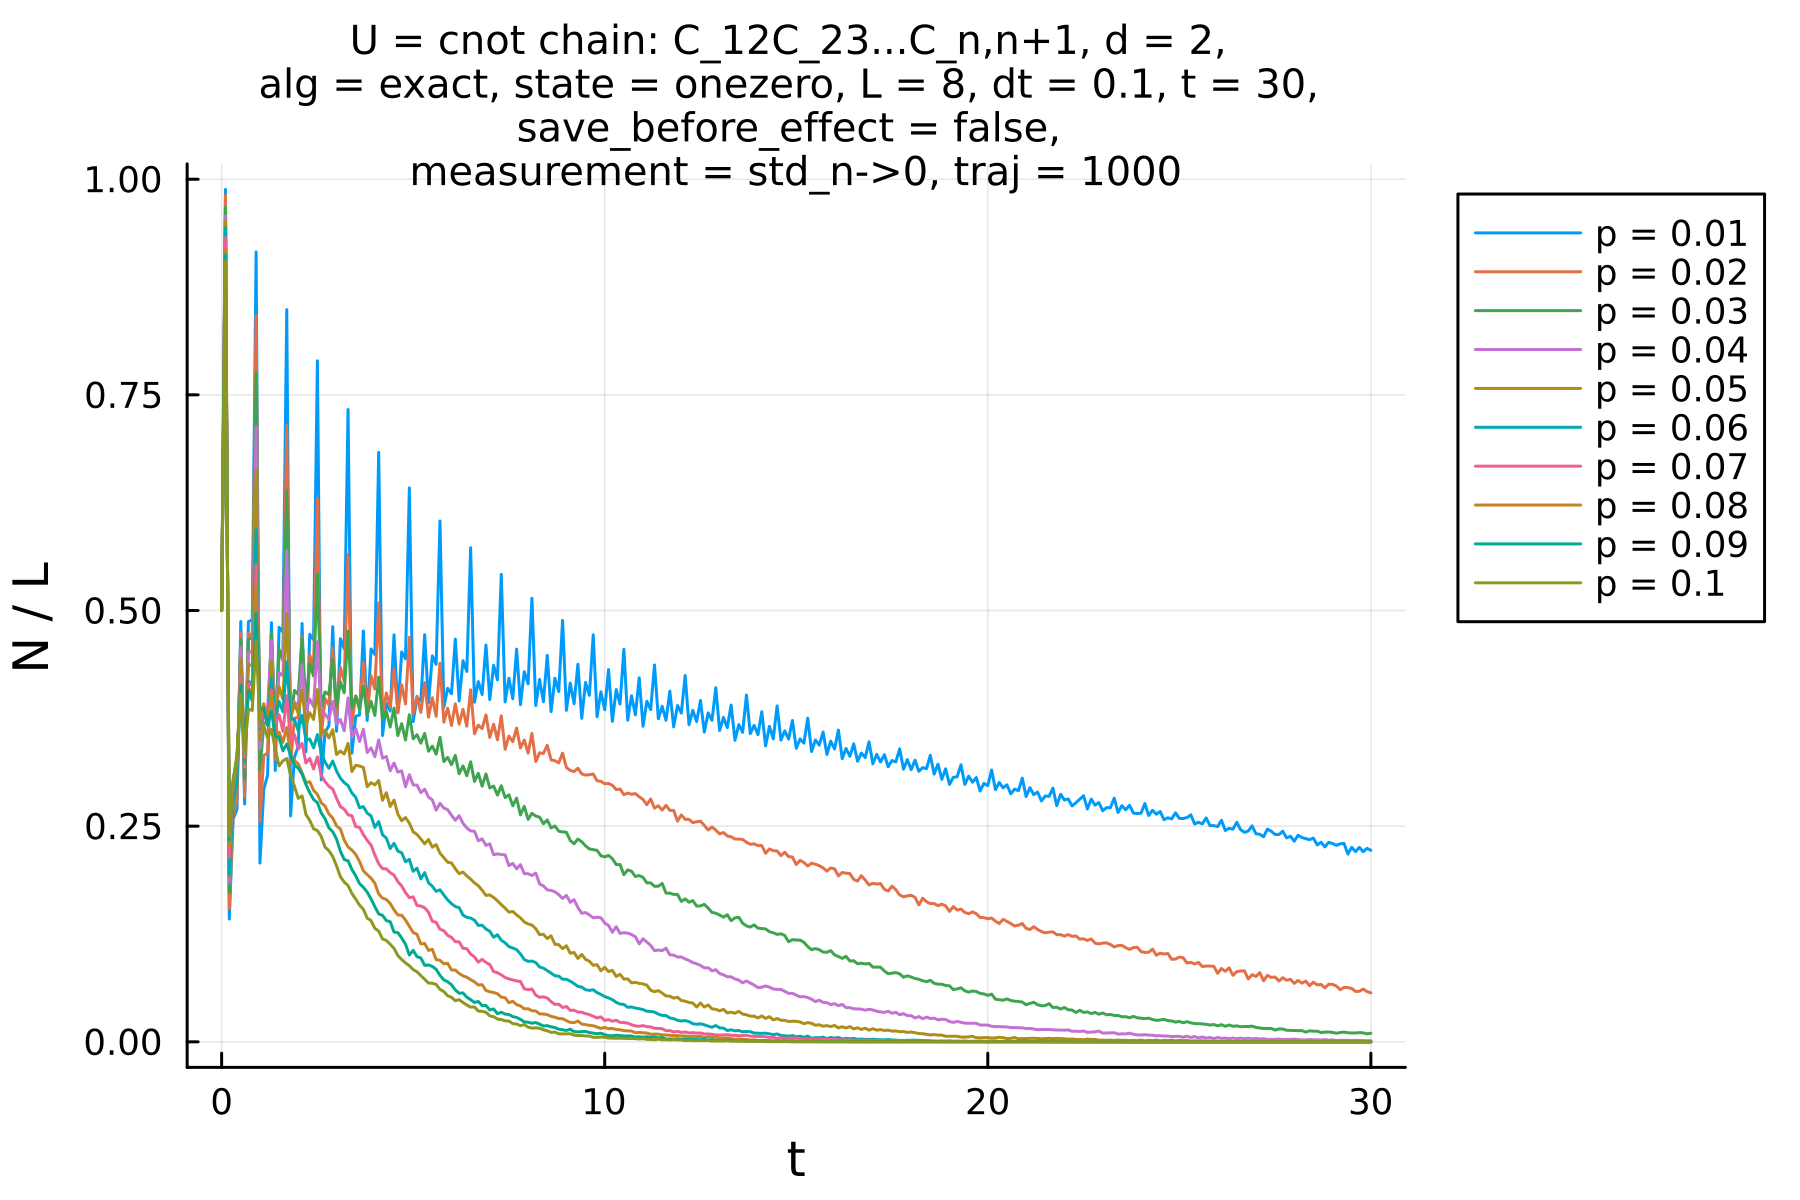 U = cnot chain: C_12C_23...C_n,n+1, d = 2,
alg = exact, state = onezero, L = 8, dt = 0.1, t = 30,
save_before_effect = false,
measurement = std_n->0, traj = 1000
1.00
0.75
0.50
0.25
0.00
N / L
0
10
20
30
t
p = 0.01
p = 0.02
p = 0.03
p = 0.04
p = 0.05
p = 0.06
p = 0.07
p = 0.08
p = 0.09
p = 0.1